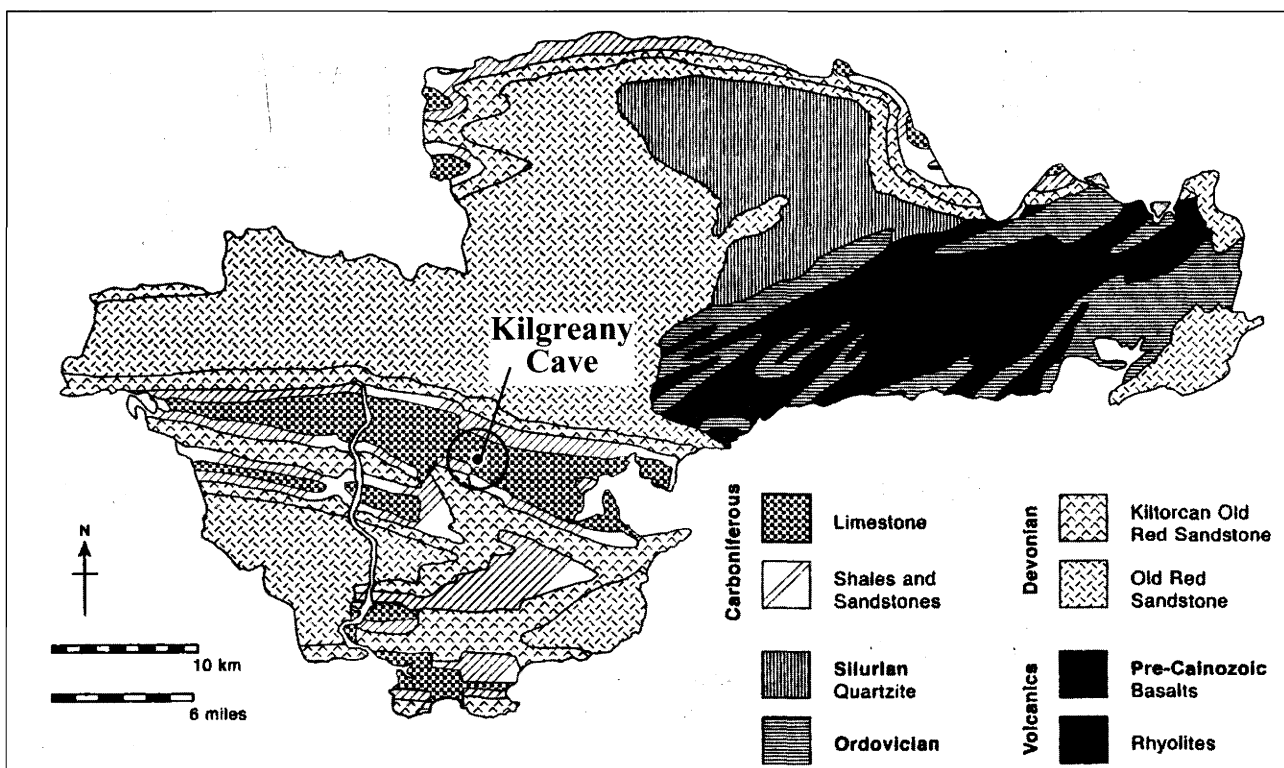 Kilgreany
Cave
N
10 km
6 miles
Carboniferous
Limestone
Shales and
Sandstones
Silurian
Quartzite
Ordovician
Devonian
Kiltorcan Old
Red Sandstone
Old Red
Sandstone
Volcanics
Pre-Cainozoic
Basalts
Rhyolites